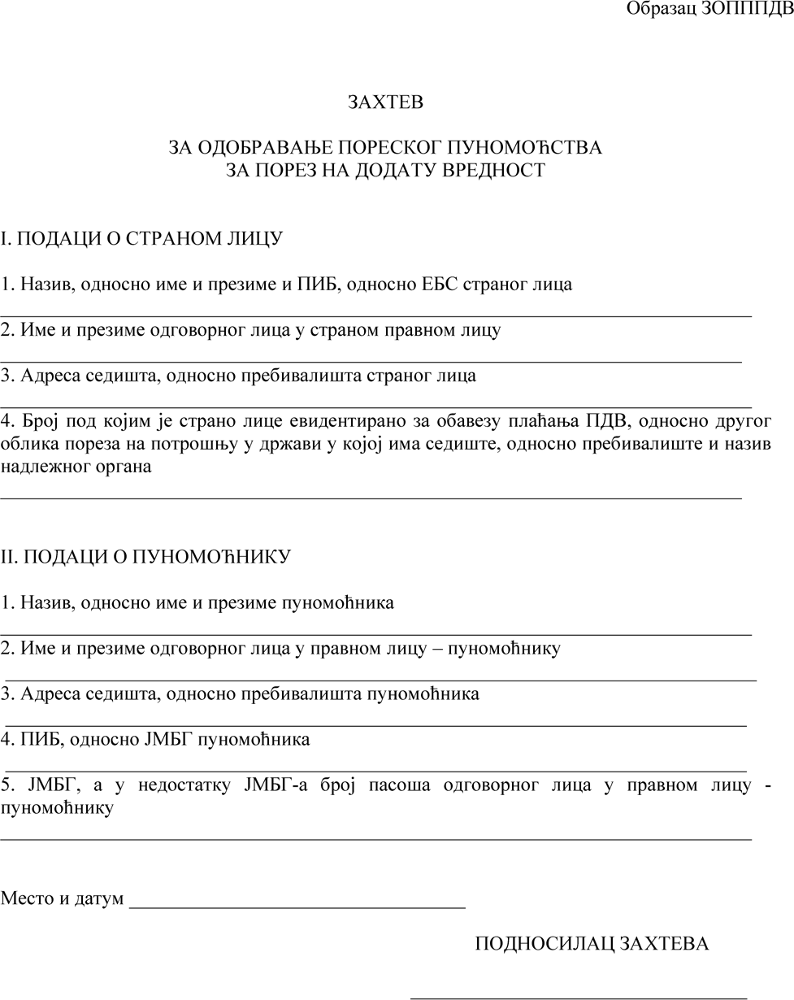 Образац ЗОПППДВ
ЗАХТЕВ
ЗА ОДОБРАВАЊЕ ПОРЕСКОГ ПУНОМОЋСТВА
ЗА ПОРЕЗ НА ДОДАТУ ВРЕДНОСТ
I. ПОДАЦИ О СТРАНОМ ЛИЦУ
1. Назив, односно име и презиме и ПИБ, односно ЕБС страног лица
2. Име и презиме одговорног лица у страном правном лицу
3. Адреса седишта, односно пребивалишта страног лица
4. Број под којим је страно лице евидентирано за обавезу плаћања ПДВ, односно другог
облика пореза на потрошњу у држави у којој има седиште, односно пребивалиште и назив
надлежног органа
II. ПОДАЦИ О ПУНОМОЋНИКУ
1. Назив, односно име и презиме пуномоћника
2. Име и презиме одговорног лица у правном лицу – пуномоћнику
3. Адреса седишта, односно пребивалишта пуномоћника
4. ПИБ, односно ЈМБГ пуномоћника
5. ЈМБГ, а у недостатку ЈМБГ-а број пасоша одговорног лица у правном лицу -
пуномоћнику
Место и датум
ПОДНОСИЛАЦ ЗАХТЕВА